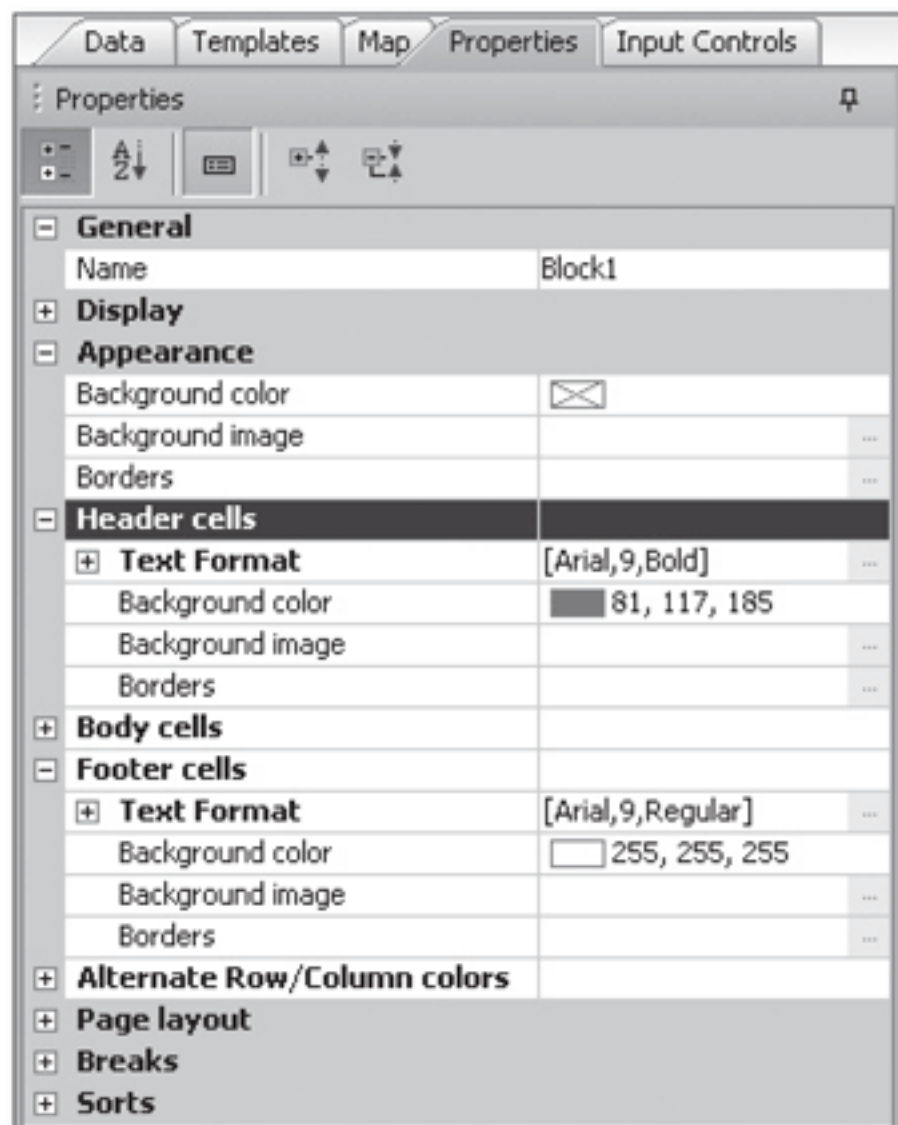 Data Templates Map Properties Input Controls
Properties
A Z
General
Name Block1
Display
Appearance
Background color
Background image ...
Borders ...
Header cells
Text Format [Arial,9,Bold] ...
Background color 81, 117, 185
Background image ...
Borders ...
Body cells
Footer cells
Text Format [Arial,9,Regular] ...
Background color 255, 255, 255
Background image ...
Borders ...
Alternate Row/Column colors
Page layout
Breaks
Sorts